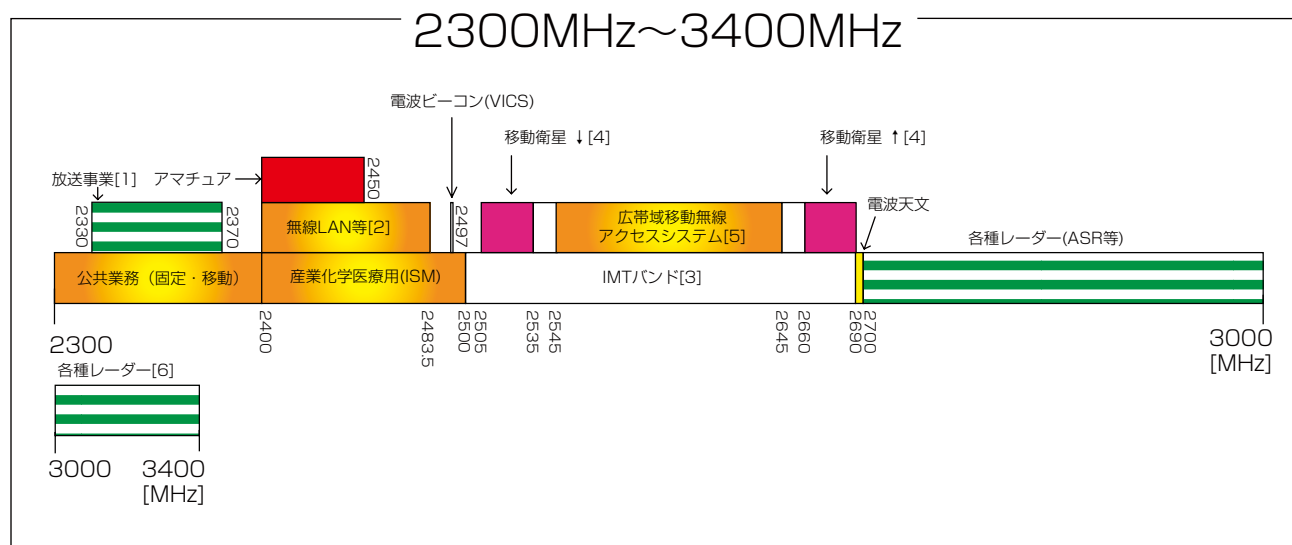 2300MHz～3400MHz
電波ビーコン(VICS)
移動衛星 ↓ [4]
移動衛星 ↑ [4]
放送事業[1]
アマチュア
2450
電波天文
2330
2370
無線LAN等[2]
2497
広帯域移動無線
アクセスシステム[5]
各種レーダー(ASR等)
公共業務（固定・移動）
産業化学医療用(ISM)
IMTバンド[3]
2300
2400
2483.5
2500
2505
2535
2545
2645
2660
2690
2700
3000
[MHz]
各種レーダー[6]
3000
3400
[MHz]